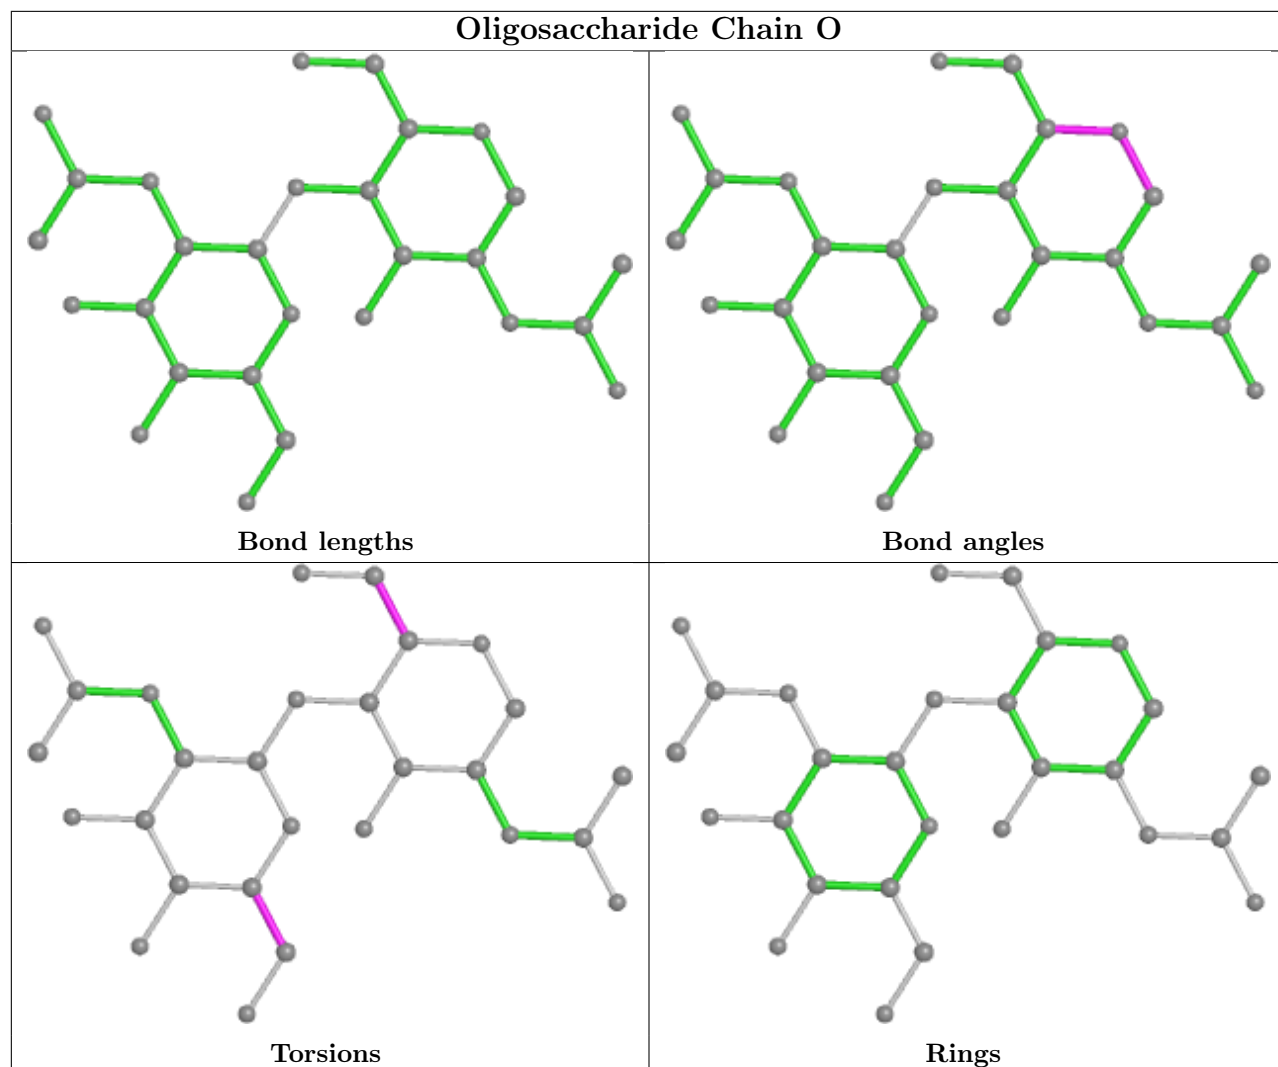 Oligosaccharide Chain O
Bond lengths
Bond angles
Torsions
Rings